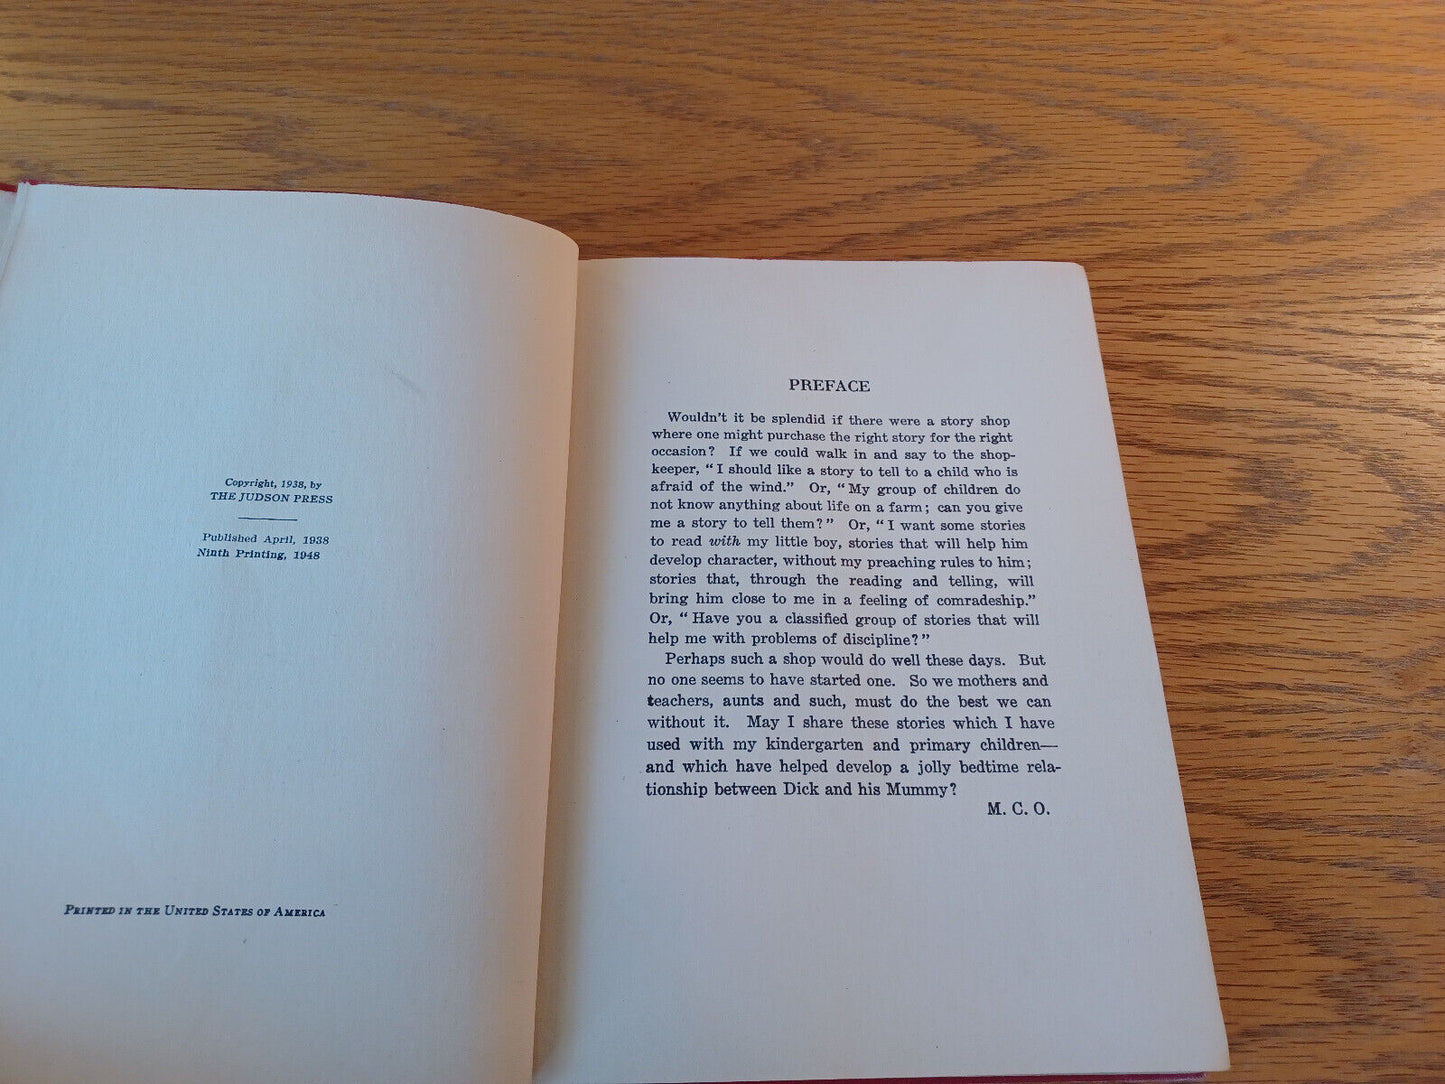 Copyright, 1938, by
THE JUDSON PRESS
Published April, 1938
Ninth Printing, 1948
PRINTED IN THE UNITED STATES OF AMERICA
PREFACE
Wouldn't it be splendid if there were a story shop
where one might purchase the right story for the right
occasion? If we could walk in and say to the shop-
keeper, "I should like a story to tell to a child who is
afraid of the wind." Or, "My group of children do
not know anything about life on a farm; can you give
me a story to tell them?" Or, "I want some stories
to read with my little boy, stories that will help him
develop character, without my preaching rules to him;
stories that, through the reading and telling, will
bring him close to me in a feeling of comradeship."
Or, "Have you a classified group of stories that will
help me with problems of discipline?"
Perhaps such a shop would do well these days. But
no one seems to have started one. So we mothers and
teachers, aunts and such, must do the best we can
without it. May I share these stories which I have
used with my kindergarten and primary children—
and which have helped develop a jolly bedtime rela-
tionship between Dick and his Mummy?
M. C. O.